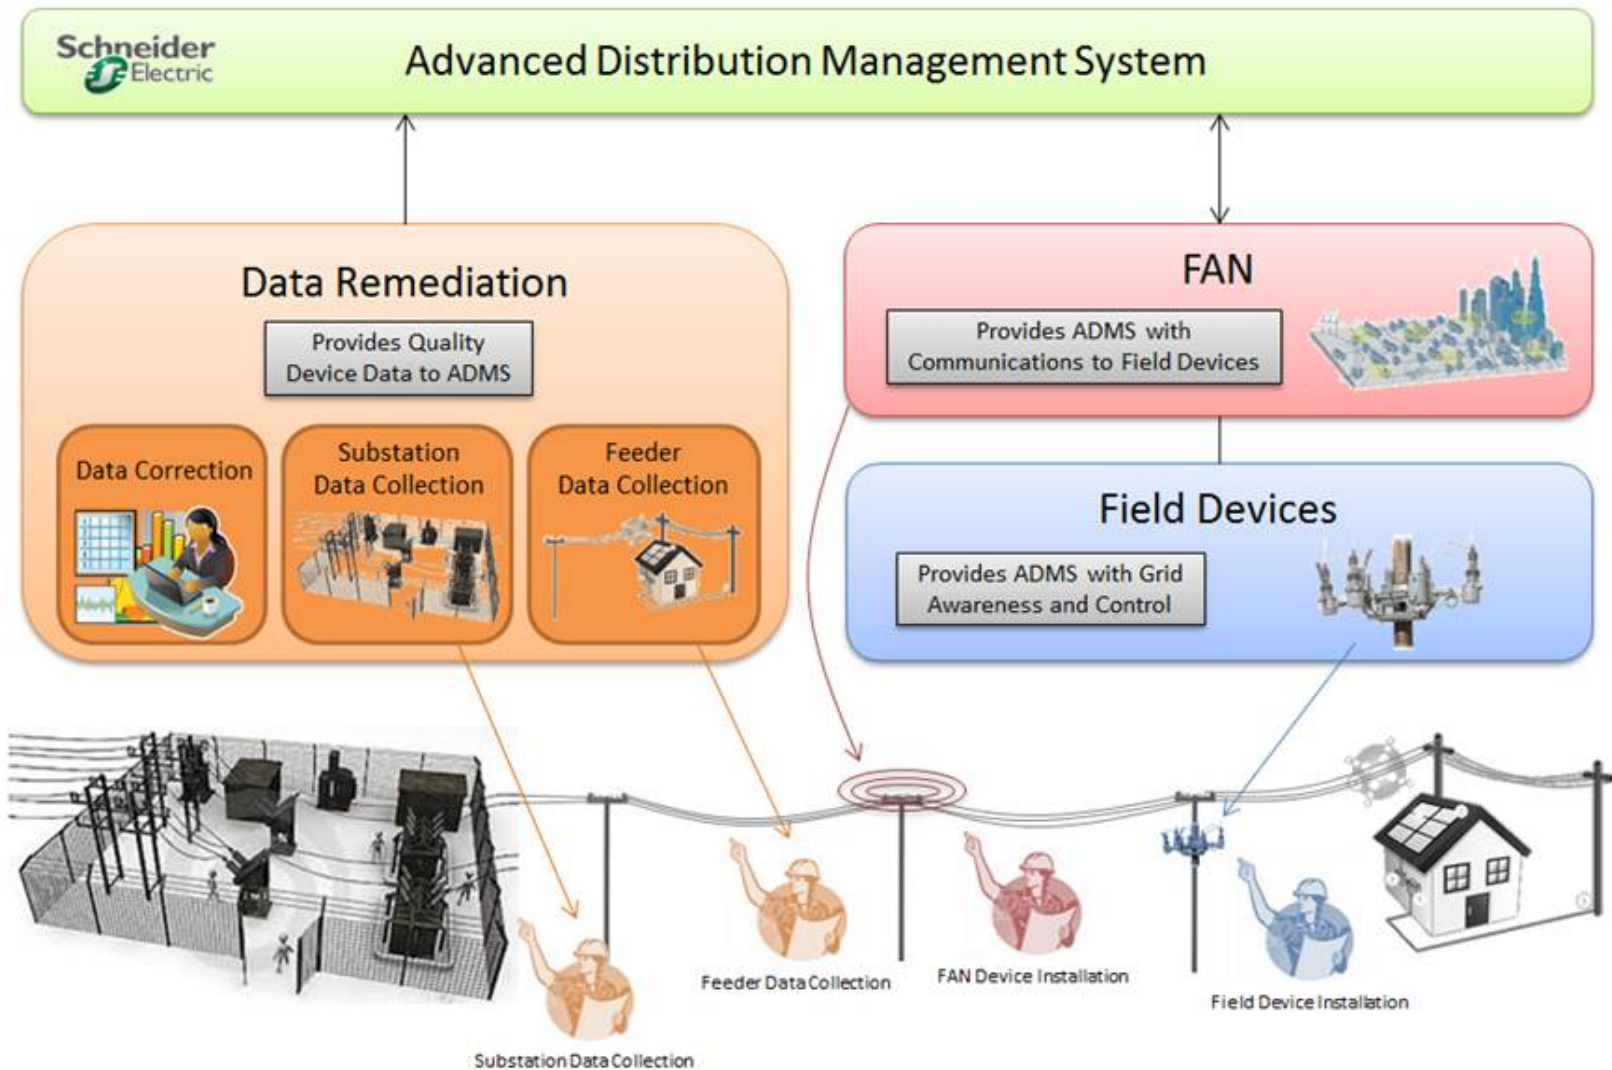 Schneider
Electric
Advanced Distribution Management System
Data Remediation
Provides Quality
Device Data to ADMS
Data Correction
Substation
Data Collection
Feeder
Data Collection
FAN
Provides ADMS with
Communications to Field Devices
Field Devices
Provides ADMS with Grid
Awareness and Control
Substation Data Collection
Feeder Data Collection
FAN Device Installation
Field Device Installation